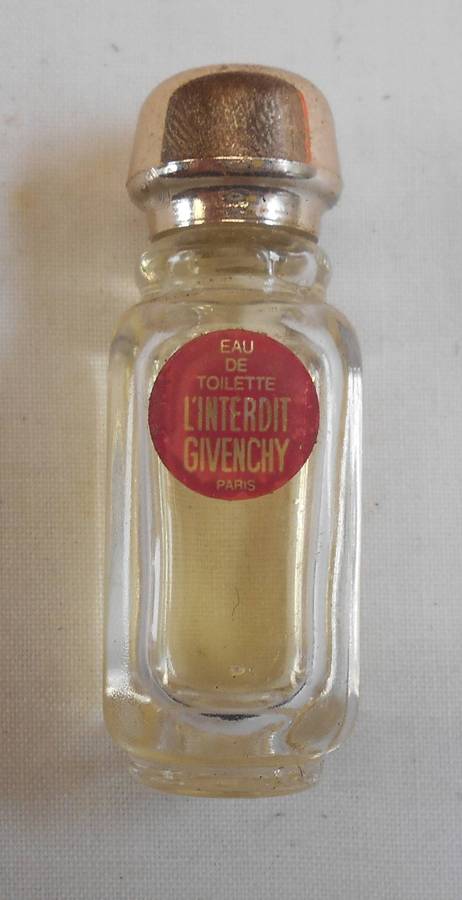 EAU
DE
TOILETTE
L'INTERDIT
GIVENCHY
PARIS